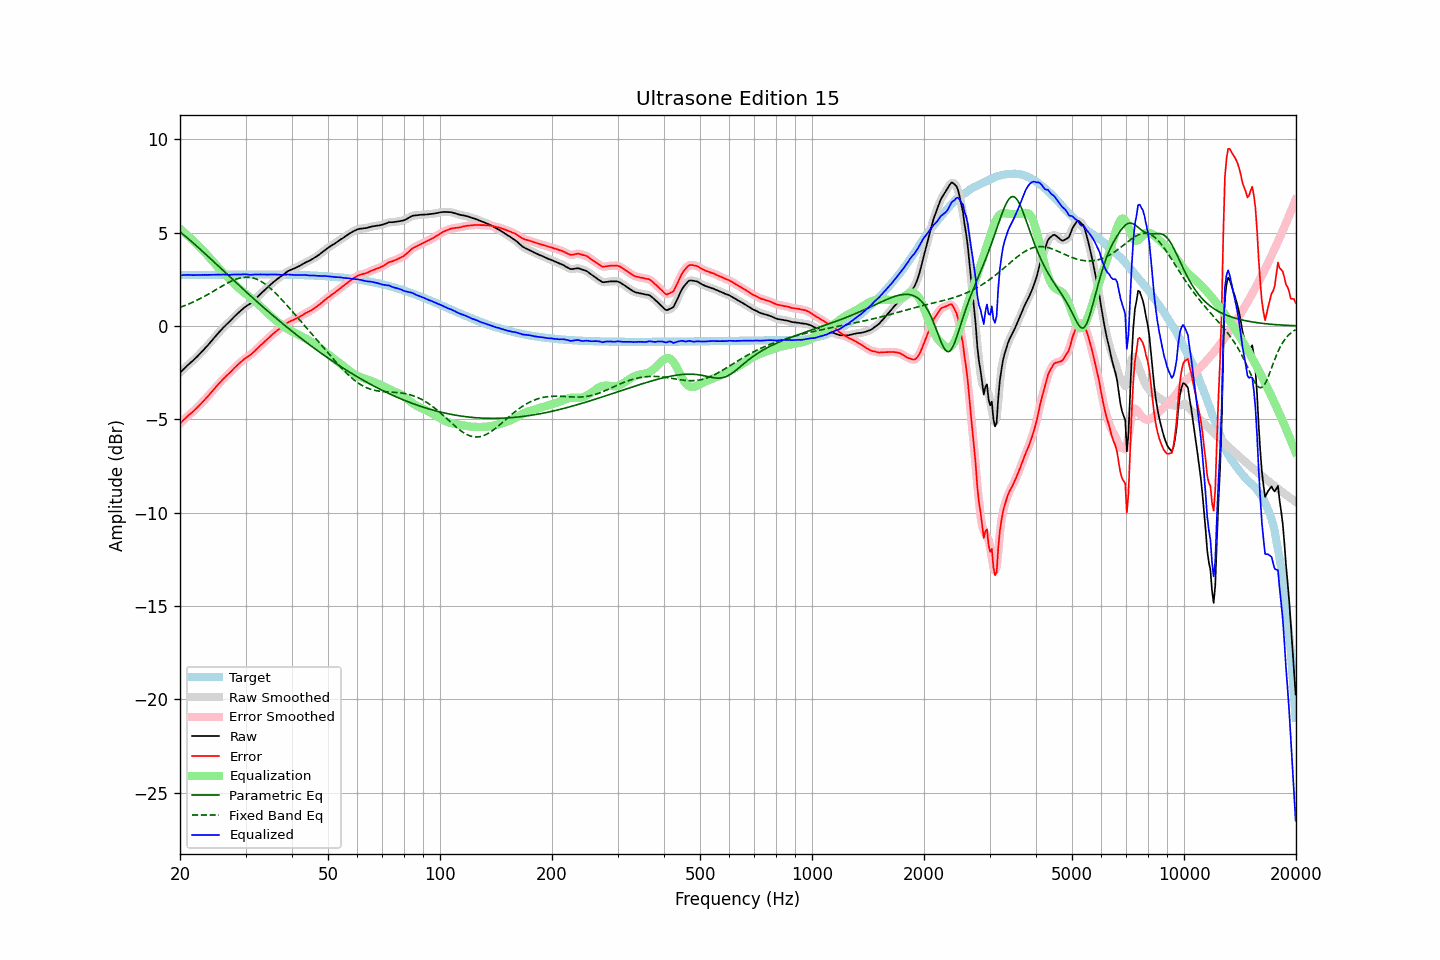 Ultrasone Edition 15
Amplitude (dBr)
10
5
0
−5
−10
−15
−20
−25
Target
Raw Smoothed
Error Smoothed
Raw
Error
Equalization
Parametric Eq
Fixed Band Eq
Equalized
20 50 100 200 500 1000 2000 5000 10000 20000
Frequency (Hz)